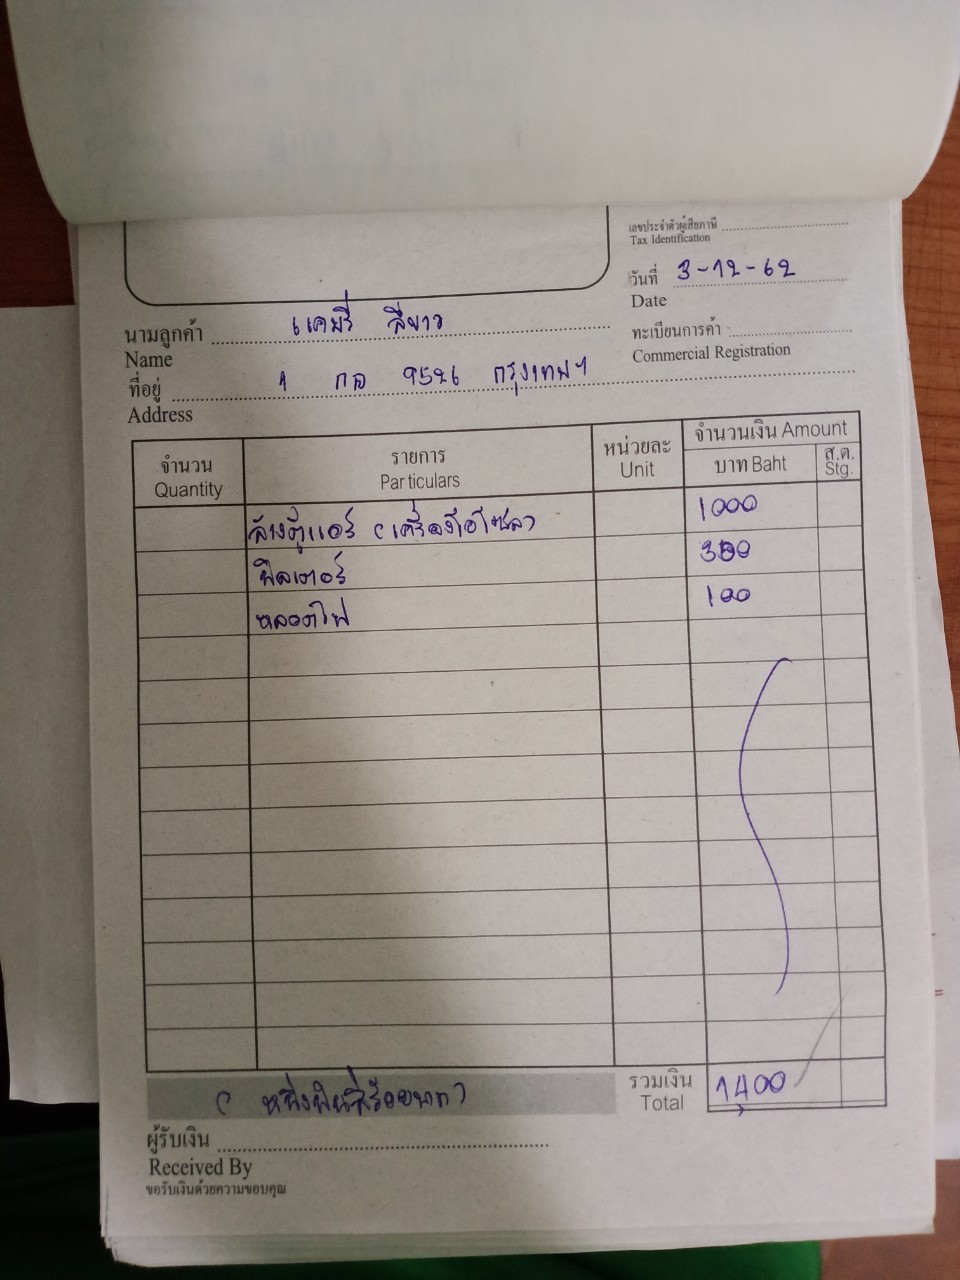 เลขประจำตัวผู้เสียภาษี
Tax Identification
วันที่ 3-12-62
Date
นามลูกค้า แคมรี่ สีขาว
Name
ทะเบียนการค้า
Commercial Registration
ที่อยู่ 1 กอ 9526 กรุงเทพฯ
Address
จำนวน รายการ หน่วยละ จำนวนเงิน Amount
Quantity Particulars Unit บาท Baht ส.ต. Stg.
ล้างตู้แอร์ (เครื่องโอโซน) 1000
ฟิลเตอร์ 300
หลอดไฟ 100
(หนึ่งพันสี่ร้อยบาท) รวมเงิน 1,400
Total
ผู้รับเงิน
Received By
ขอรับเงินด้วยความขอบคุณ